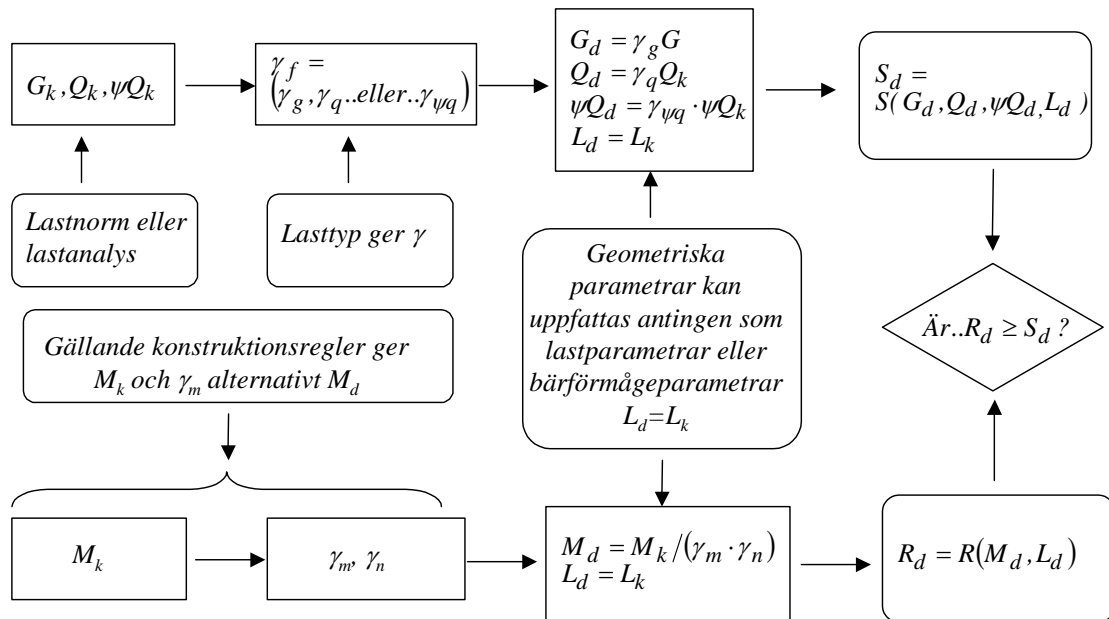 G_k, Q_k, ψQ_k
γ_f =
(γ_g, γ_q..eller..γ_ψq)
G_d = γ_g G
Q_d = γ_q Q_k
ψQ_d = γ_ψq · ψQ_k
L_d = L_k
S_d =
S( G_d, Q_d, ψQ_d, L_d )
Lastnorm eller
lastanalys
Lasttyp ger γ
Geometriska
parametrar kan
uppfattas antingen som
lastparametrar eller
bärförmågeparametrar
L_d=L_k
Är..R_d ≥ S_d ?
Gällande konstruktionsregler ger
M_k och γ_m alternativt M_d
M_k
γ_m, γ_n
M_d = M_k/(γ_m · γ_n)
L_d = L_k
R_d = R(M_d, L_d)